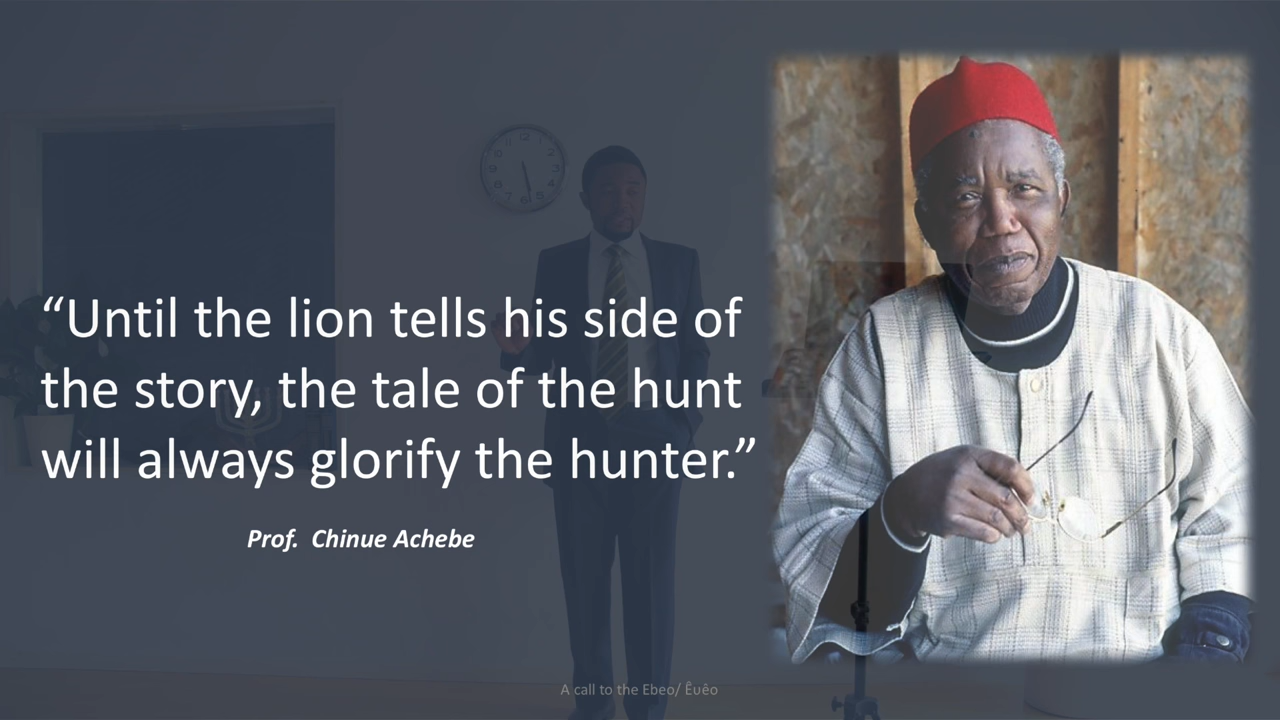 “Until the lion tells his side of
the story, the tale of the hunt
will always glorify the hunter.”
Prof. Chinue Achebe
A call to the Ebeo/ Êʋẽo